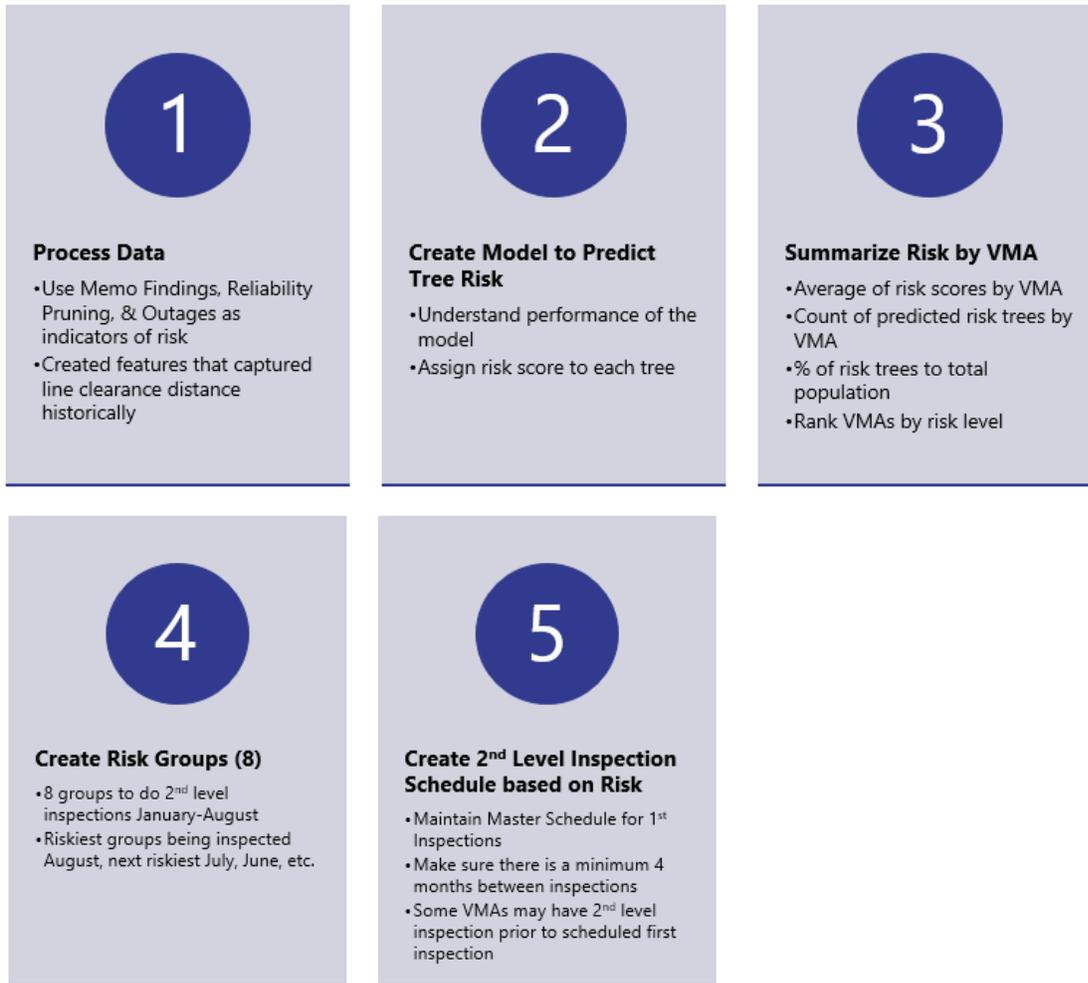 1
Process Data
•Use Memo Findings, Reliability
Pruning, & Outages as
indicators of risk
•Created features that captured
line clearance distance
historically
2
Create Model to Predict
Tree Risk
•Understand performance of the
model
•Assign risk score to each tree
3
Summarize Risk by VMA
•Average of risk scores by VMA
•Count of predicted risk trees by
VMA
•% of risk trees to total
population
•Rank VMAs by risk level
4
Create Risk Groups (8)
•8 groups to do 2nd level
inspections January-August
•Riskiest groups being inspected
August, next riskiest July, June, etc.
5
Create 2nd Level Inspection
Schedule based on Risk
•Maintain Master Schedule for 1st
Inspections
•Make sure there is a minimum 4
months between inspections
•Some VMAs may have 2nd level
inspection prior to scheduled first
inspection